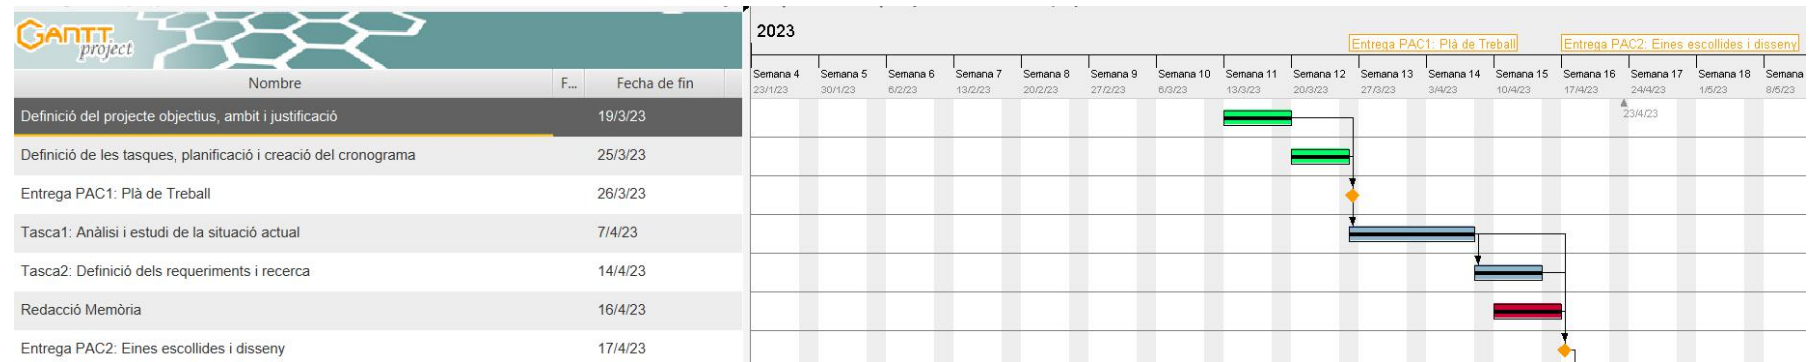 GANTT
project
Nombre F... Fecha de fin
Definició del projecte objectius, ambit i justificació 19/3/23
Definició de les tasques, planificació i creació del cronograma 25/3/23
Entrega PAC1: Plà de Treball 26/3/23
Tasca1: Anàlisi i estudi de la situació actual 7/4/23
Tasca2: Definició dels requeriments i recerca 14/4/23
Redacció Memòria 16/4/23
Entrega PAC2: Eines escollides i disseny 17/4/23
2023
Entrega PAC1: Plà de Treball Entrega PAC2: Eines escollides i disseny
Semana 4 Semana 5 Semana 6 Semana 7 Semana 8 Semana 9 Semana 10 Semana 11 Semana 12 Semana 13 Semana 14 Semana 15 Semana 16 Semana 17 Semana 18 Semana
23/1/23 30/1/23 6/2/23 13/2/23 20/2/23 27/2/23 6/3/23 13/3/23 20/3/23 27/3/23 3/4/23 10/4/23 17/4/23 24/4/23 1/5/23 8/5/23
23/4/23